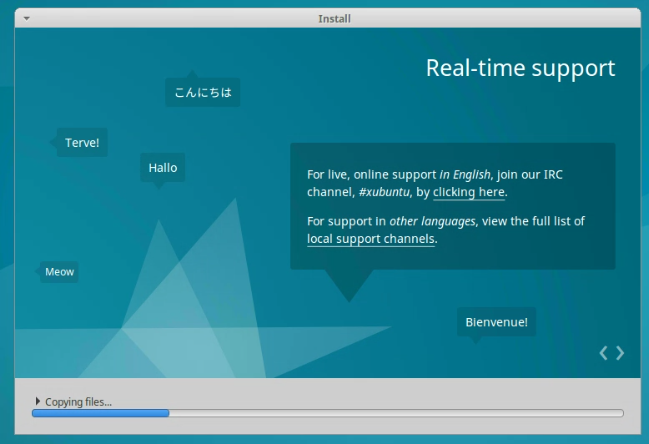 Install
Real-time support
こんにちは
Terve!
Hallo
For live, online support in English, join our IRC
channel, #xubuntu, by clicking here.
For support in other languages, view the full list of
local support channels.
Meow
Bienvenue!
Copying files...